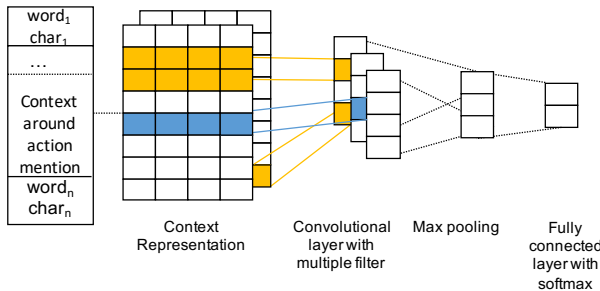 word₁
char₁
...
Context
around
action
mention
wordₙ
charₙ
Context
Representation
Convolutional
layer with
multiple filter
Max pooling
Fully
connected
layer with
softmax